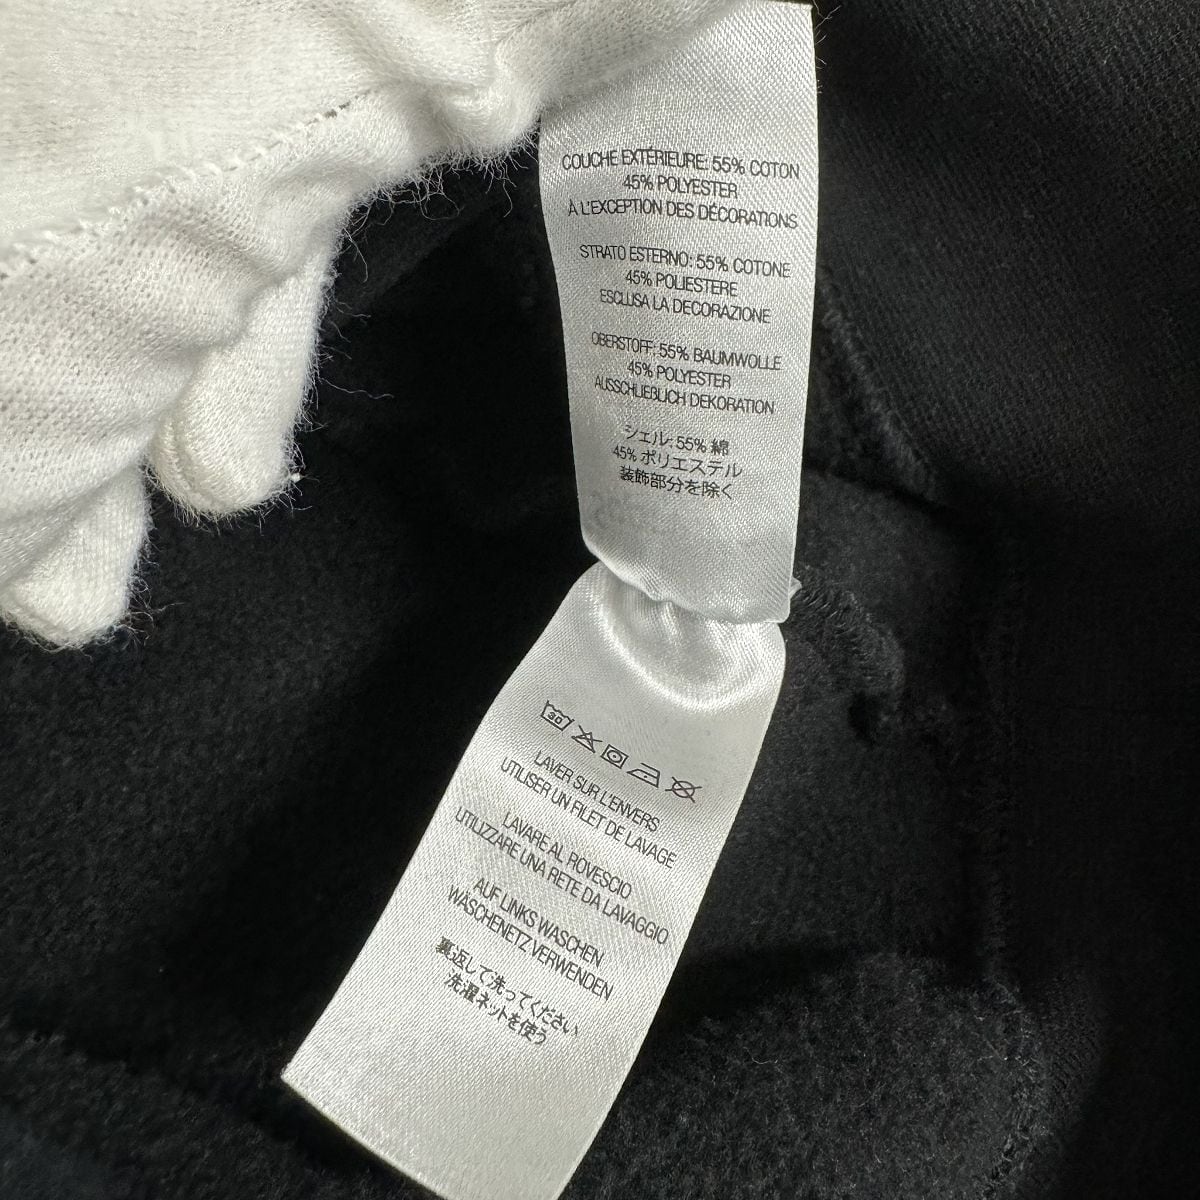 COUCHE EXTÉRIEURE: 55% COTON
45% POLYESTER
À L'EXCEPTION DES DÉCORATIONS
STRATO ESTERNO: 55% COTONE
45% POLIESTERE
ESCLUSA LA DECORAZIONE
OBERSTOFF: 55% BAUMWOLLE
45% POLYESTER
AUSSCHLIEßLICH DEKORATION
シェル: 55% 綿
45% ポリエステル
装飾部分を除く
30
LAVER SUR L'ENVERS
UTILISER UN FILET DE LAVAGE
LAVARE AL ROVESCIO
UTILIZZARE UNA RETE DA LAVAGGIO
AUF LINKS WASCHEN
WÄSCHENETZ VERWENDEN
裏返して洗ってください
洗濯ネットを使う